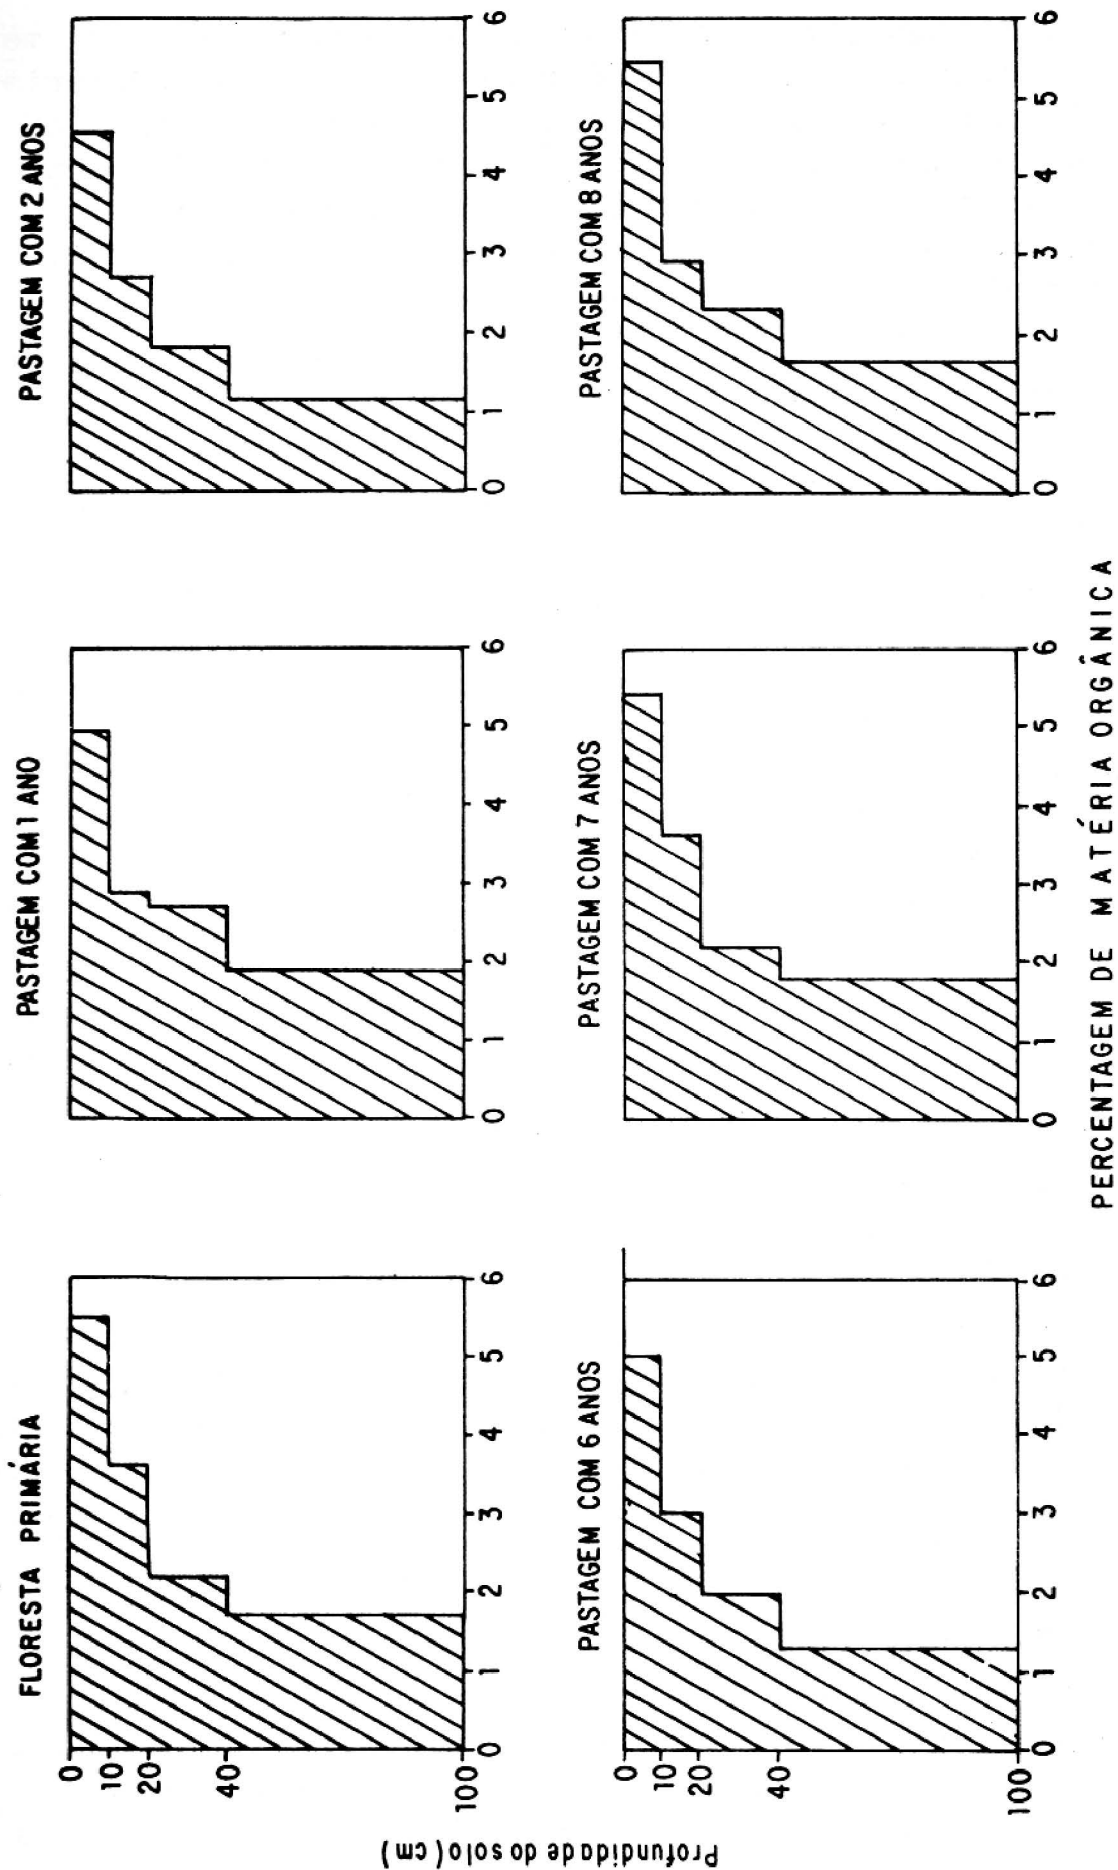 FLORESTA PRIMÁRIA
0
10
20
40
100
0 1 2 3 4 5 6
PASTAGEM COM 1 ANO
0 1 2 3 4 5 6
PASTAGEM COM 2 ANOS
0 1 2 3 4 5 6
Profundidade do solo (cm)
PASTAGEM COM 6 ANOS
0
10
20
40
100
0 1 2 3 4 5 6
PASTAGEM COM 7 ANOS
0 1 2 3 4 5 6
PASTAGEM COM 8 ANOS
0 1 2 3 4 5 6
PERCENTAGEM DE MATÉRIA ORGÂNICA